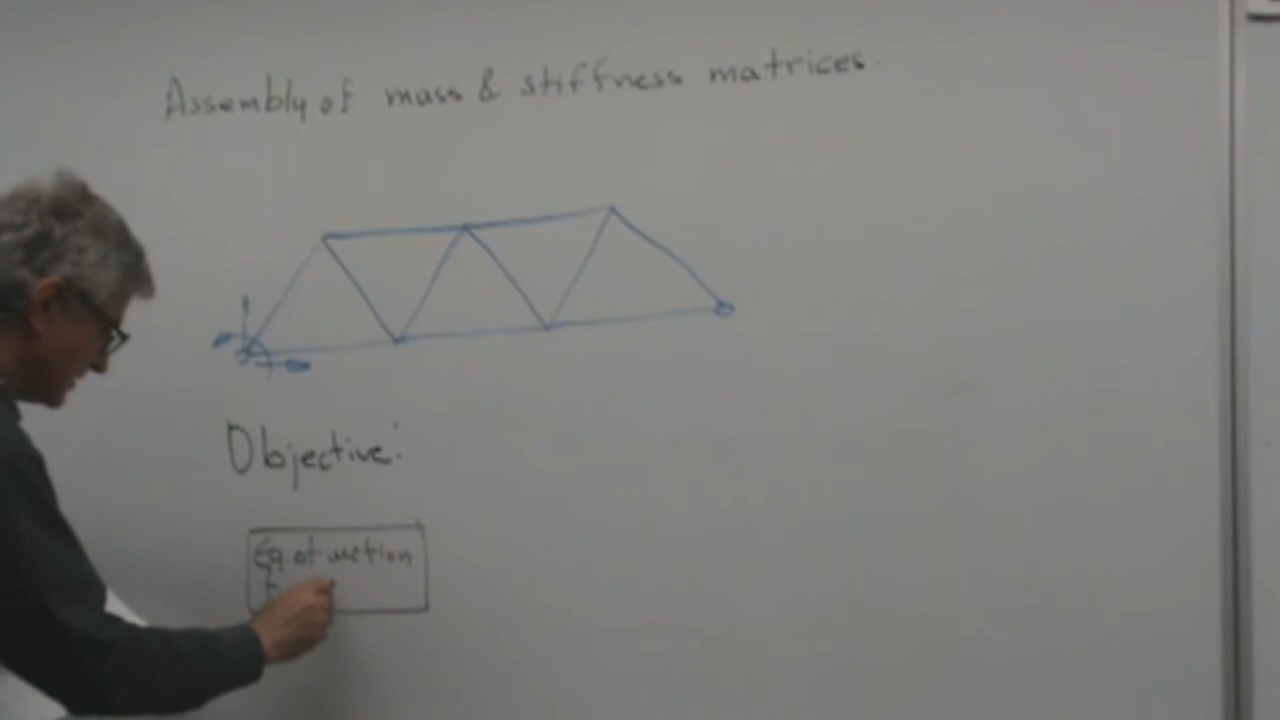 Assembly of mass & stiffness matrices.
Objective:
Eq. of motion